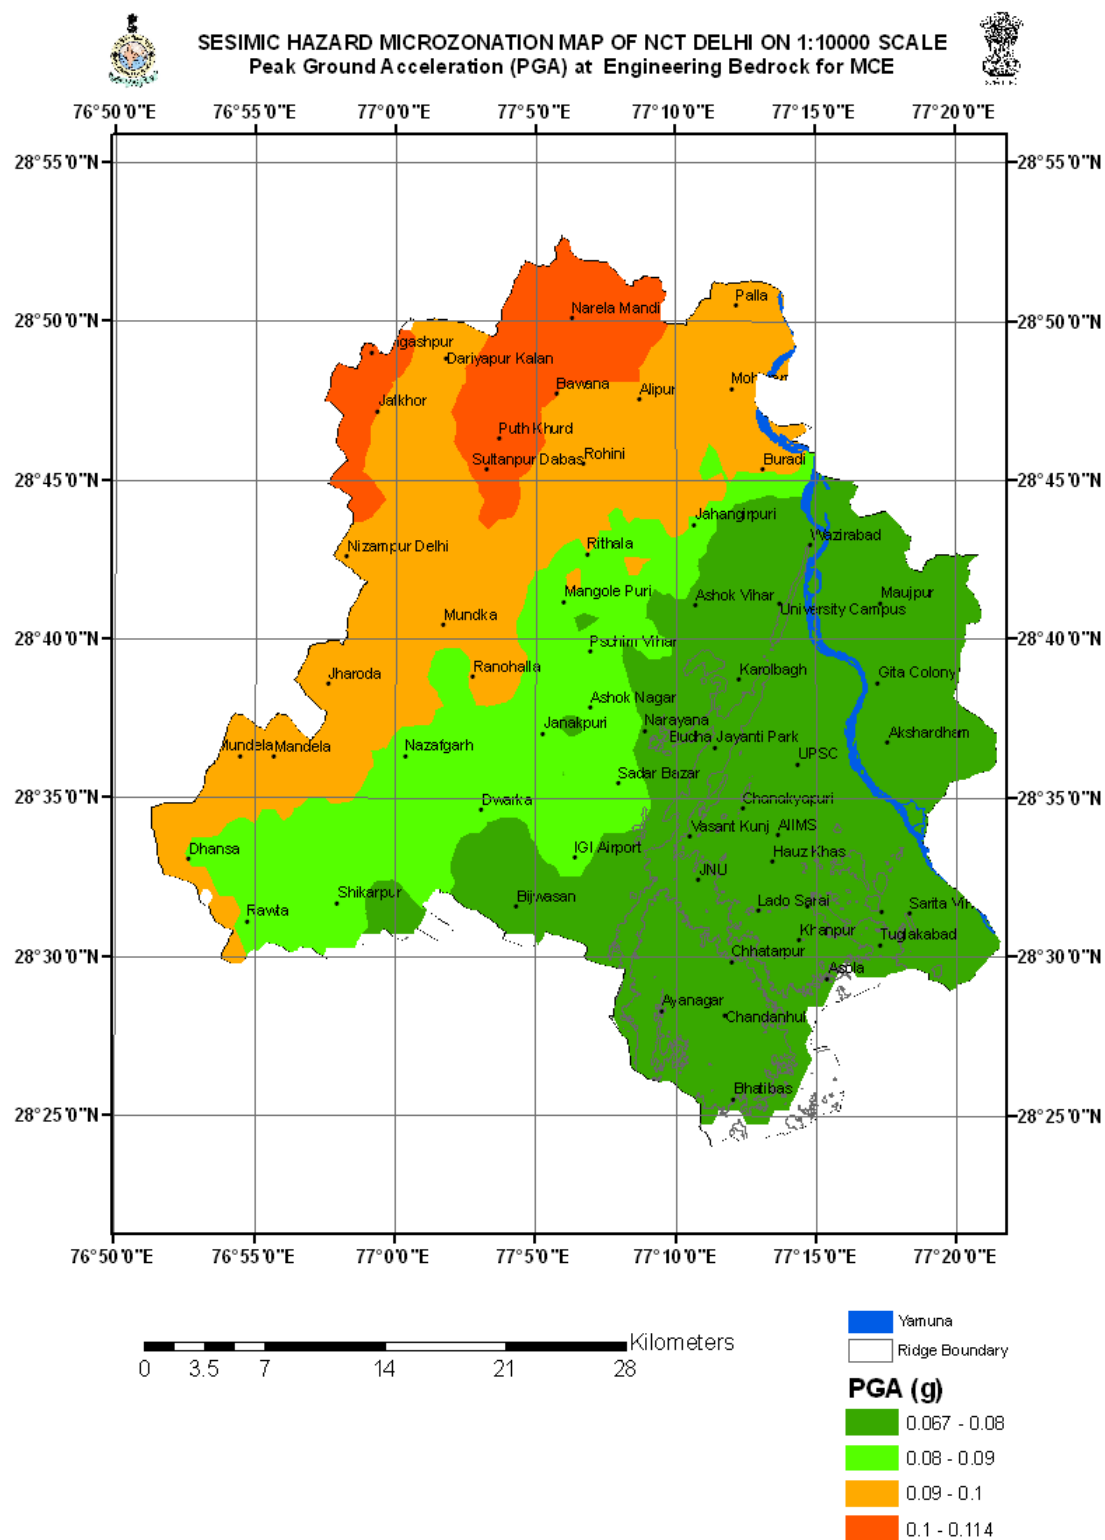 SESIMIC HAZARD MICROZONATION MAP OF NCT DELHI ON 1:10000 SCALE
Peak Ground Acceleration (PGA) at Engineering Bedrock for MCE
76°50'0"E 76°55'0"E 77°0'0"E 77°5'0"E 77°10'0"E 77°15'0"E 77°20'0"E
28°55'0"N 28°55'0"N
Palla
Narela Mandi
28°50'0"N 28°50'0"N
igashpur
Dariyapur Kalan
Bawana
Alipur
Jatkhor
Puth Khurd
Rohini
Sultanpur Dabas
Buradi
28°45'0"N 28°45'0"N
Jahangirpuri
Wazirabad
Rithala
Nizampur Delhi
Mangole Puri
Ashok Vihar
Maujpur
University Campus
Mundka
28°40'0"N 28°40'0"N
Pschim Vihar
Ranohalla
Karolbagh
Gita Colony
Jharoda
Ashok Nagar
Janakpuri
Narayana
Budha Jayanti Park
Akshardham
Mundela
Mandela
Nazafgarh
UPSC
Sadar Bazar
28°35'0"N 28°35'0"N
Dwarka
Chanakyapuri
Vasant Kunj
AIIMS
Dhansa
IGI Airport
Hauz Khas
JNU
Shikarpur
Bijwasan
Lado Sarai
Sarita Vih
Rawta
Khanpur
Tuglakabad
Chhatarpur
28°30'0"N 28°30'0"N
Asola
Ayanagar
Chandanhul
Bhatibas
28°25'0"N 28°25'0"N
76°50'0"E 76°55'0"E 77°0'0"E 77°5'0"E 77°10'0"E 77°15'0"E 77°20'0"E
Kilometers
0 3.5 7 14 21 28
Yamuna
Ridge Boundary
PGA (g)
0.067 - 0.08
0.08 - 0.09
0.09 - 0.1
0.1 - 0.114